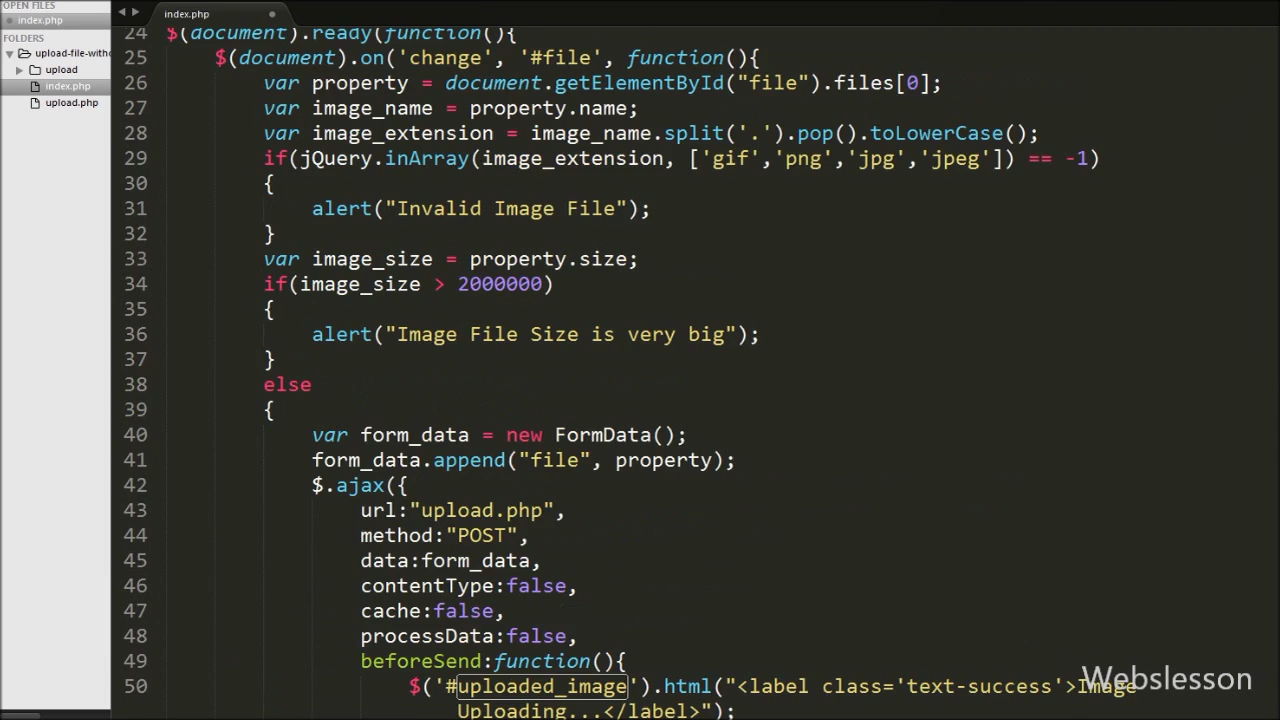 OPEN FILES
index.php
FOLDERS
upload-file-witho
upload
index.php
upload.php
index.php
24 $(document).ready(function(){
25 $(document).on('change', '#file', function(){
26 var property = document.getElementById("file").files[0];
27 var image_name = property.name;
28 var image_extension = image_name.split('.').pop().toLowerCase();
29 if(jQuery.inArray(image_extension, ['gif','png','jpg','jpeg']) == -1)
30 {
31 alert("Invalid Image File");
32 }
33 var image_size = property.size;
34 if(image_size > 2000000)
35 {
36 alert("Image File Size is very big");
37 }
38 else
39 {
40 var form_data = new FormData();
41 form_data.append("file", property);
42 $.ajax({
43 url:"upload.php",
44 method:"POST",
45 data:form_data,
46 contentType:false,
47 cache:false,
48 processData:false,
49 beforeSend:function(){
50 $('#uploaded_image').html("<label class='text-success'>Image
Uploading...</label>");
Webslesson